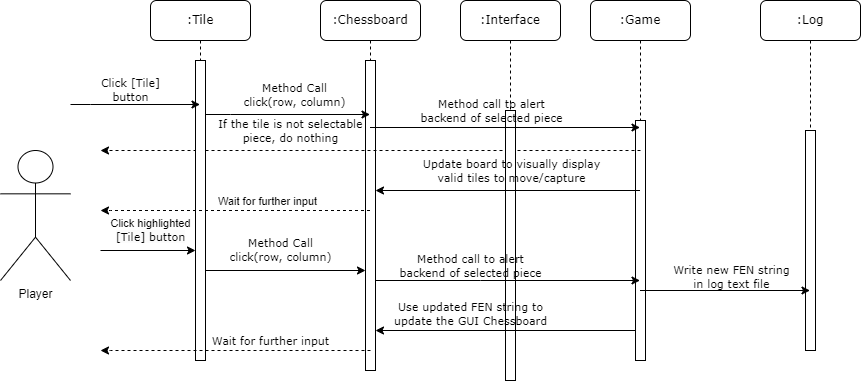 :Tile
:Chessboard
:Interface
:Game
:Log
Click [Tile]
button
Method Call
click(row, column)
Method call to alert
backend of selected piece
If the tile is not selectable
piece, do nothing
Update board to visually display
valid tiles to move/capture
Wait for further input
Click highlighted
[Tile] button
Method Call
click(row, column)
Method call to alert
backend of selected piece
Write new FEN string
in log text file
Player
Use updated FEN string to
update the GUI Chessboard
Wait for further input